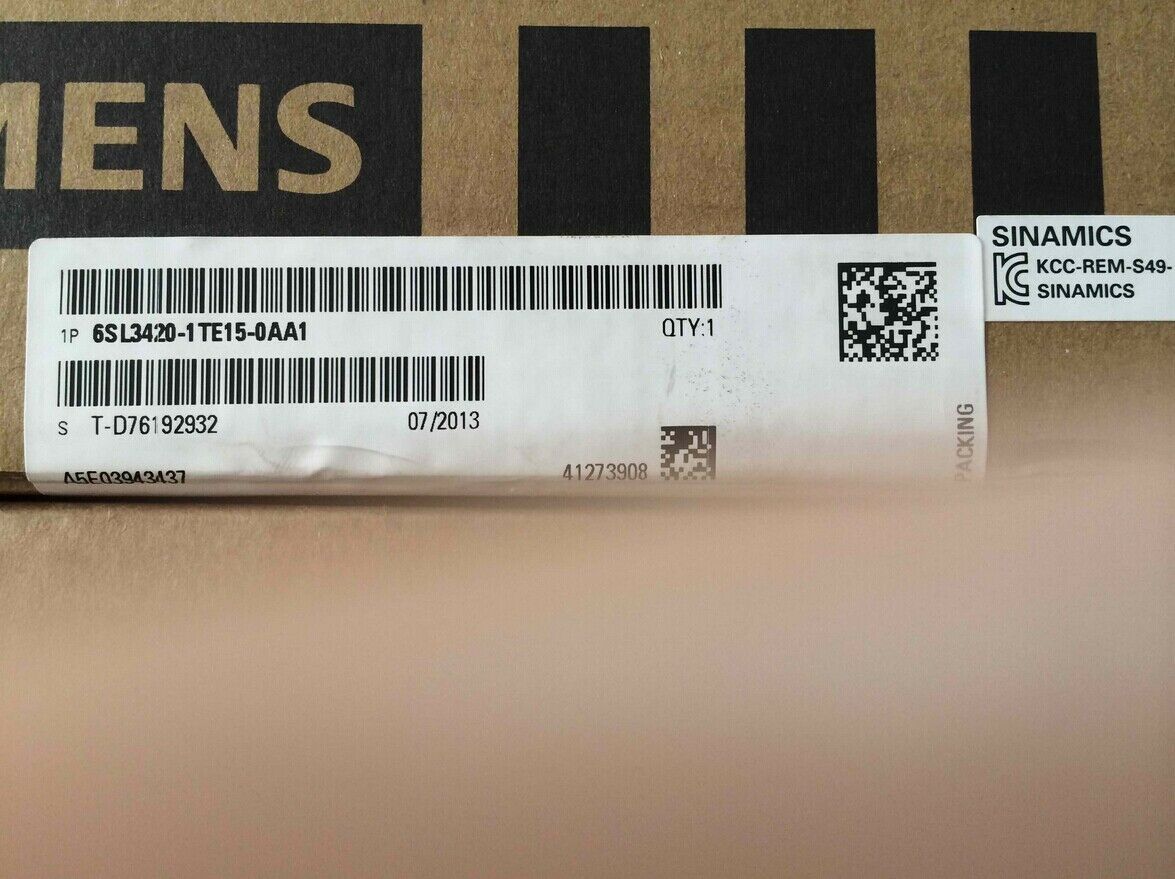 MENS
SINAMICS
KCC-REM-S49-
SINAMICS
1P 6SL3420-1TE15-0AA1 QTY:1
S T-D76192932 07/2013
A5E03943437 41273908
PACKING